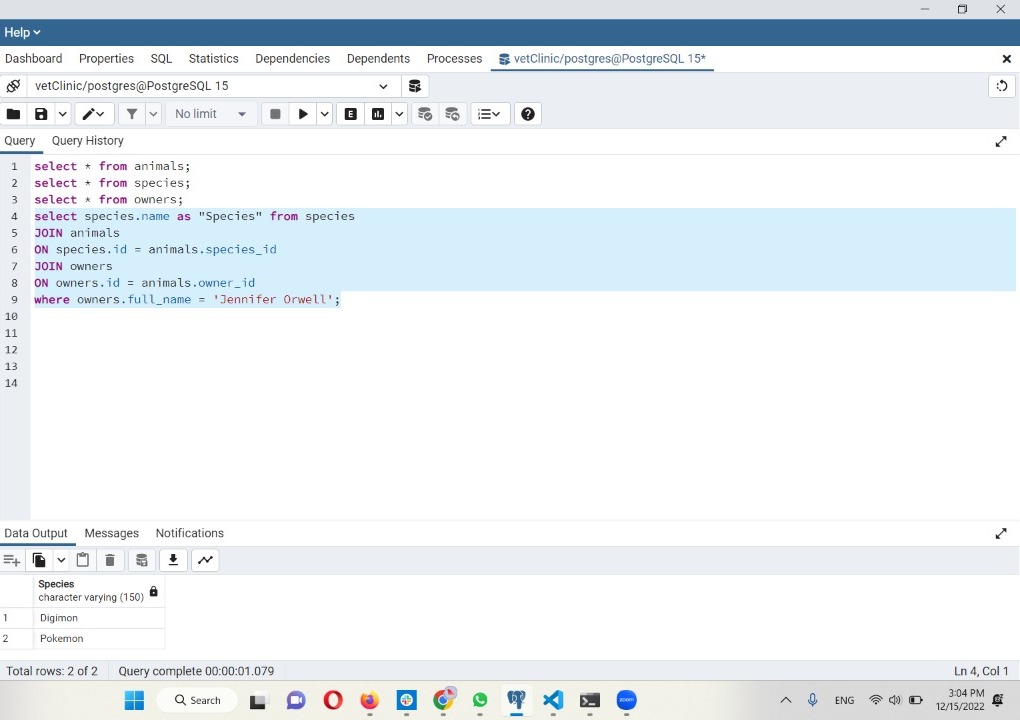 Help
Dashboard Properties SQL Statistics Dependencies Dependents Processes vetClinic/postgres@PostgreSQL 15*
vetClinic/postgres@PostgreSQL 15
No limit
E
Query Query History
1 select * from animals;
2 select * from species;
3 select * from owners;
4 select species.name as "Species" from species
5 JOIN animals
6 ON species.id = animals.species_id
7 JOIN owners
8 ON owners.id = animals.owner_id
9 where owners.full_name = 'Jennifer Orwell';
10
11
12
13
14
Data Output Messages Notifications
Species
character varying (150)
1 Digimon
2 Pokemon
Total rows: 2 of 2 Query complete 00:00:01.079 Ln 4, Col 1
Search zoom ENG 3:04 PM
12/15/2022